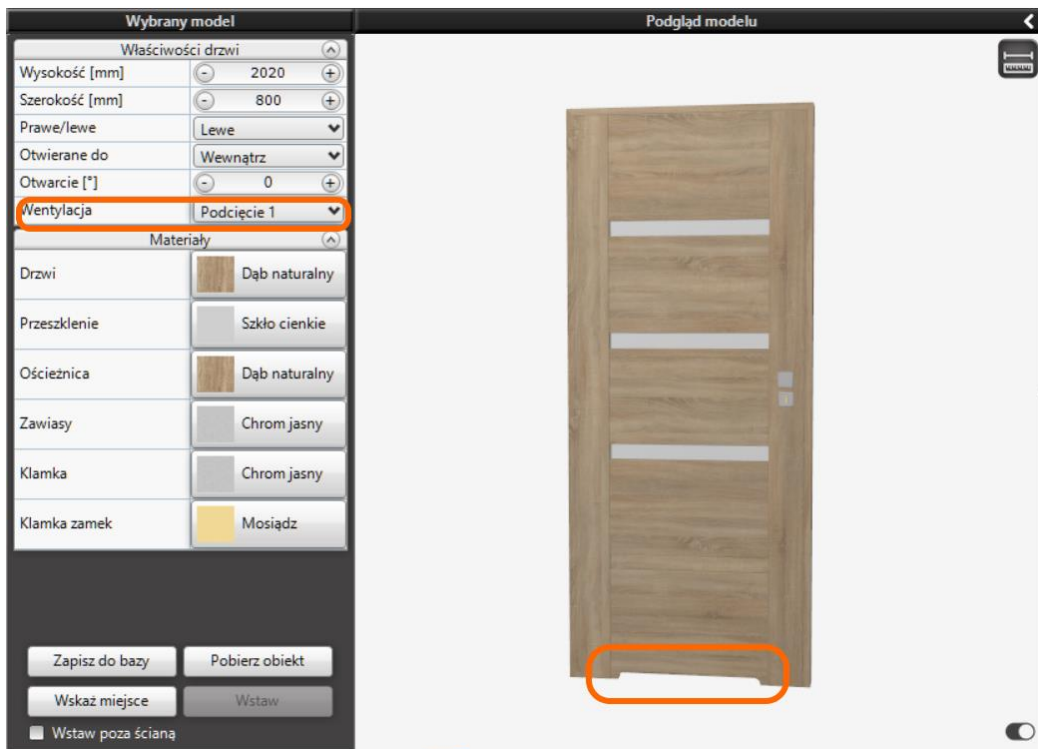 Wybrany model
Podgląd modelu
Właściwości drzwi
Wysokość [mm] - 2020 +
Szerokość [mm] - 800 +
Prawe/lewe Lewe
Otwierane do Wewnątrz
Otwarcie [°] - 0 +
Wentylacja Podcięcie 1
Materiały
Drzwi Dąb naturalny
Przeszklenie Szkło cienkie
Ościeżnica Dąb naturalny
Zawiasy Chrom jasny
Klamka Chrom jasny
Klamka zamek Mosiądz
Zapisz do bazy Pobierz obiekt
Wskaż miejsce Wstaw
Wstaw poza ścianą